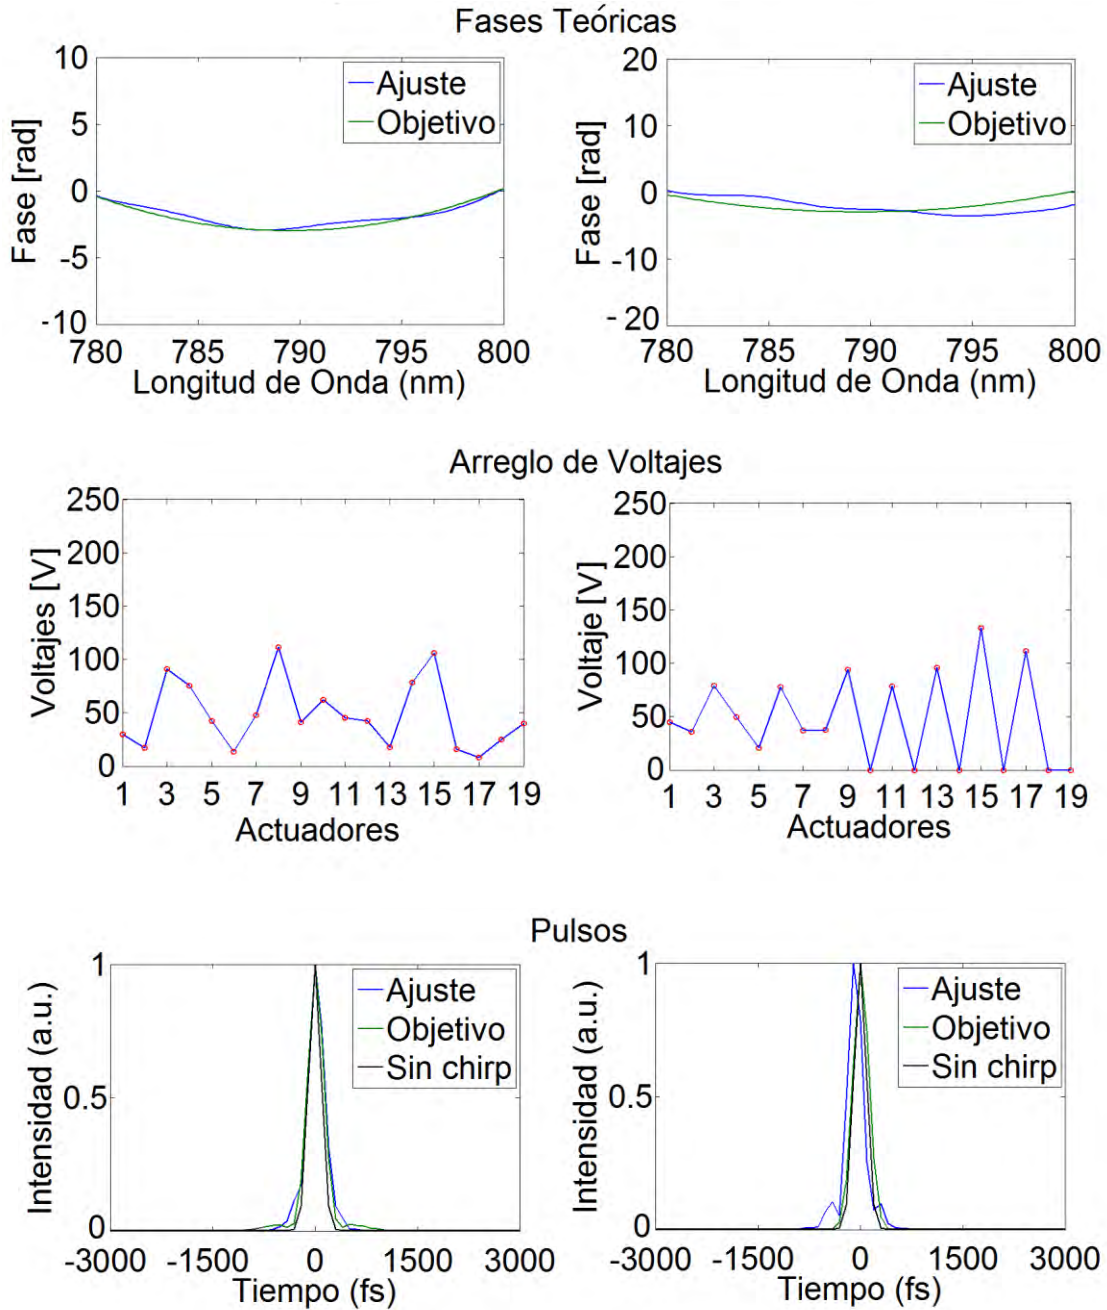 Fases Teóricas
10
5
0
-5
-10
Fase [rad]
Ajuste
Objetivo
780 785 790 795 800
Longitud de Onda (nm)
20
10
0
-10
-20
Fase [rad]
Ajuste
Objetivo
780 785 790 795 800
Longitud de Onda (nm)
Arreglo de Voltajes
250
200
150
100
50
0
Voltajes [V]
1 3 5 7 9 11 13 15 17 19
Actuadores
250
200
150
100
50
0
Voltaje [V]
1 3 5 7 9 11 13 15 17 19
Actuadores
Pulsos
1
0.5
0
Intensidad (a.u.)
Ajuste
Objetivo
Sin chirp
-3000 -1500 0 1500 3000
Tiempo (fs)
1
0.5
0
Intensidad (a.u.)
Ajuste
Objetivo
Sin chirp
-3000 -1500 0 1500 3000
Tiempo (fs)